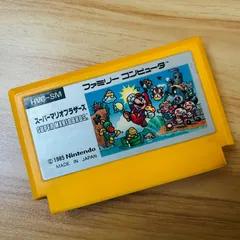 HVC-SM
ファミリー コンピュータ
スーパーマリオブラザーズ
SUPER MARIO BROS.
©1985 Nintendo
MADE IN JAPAN